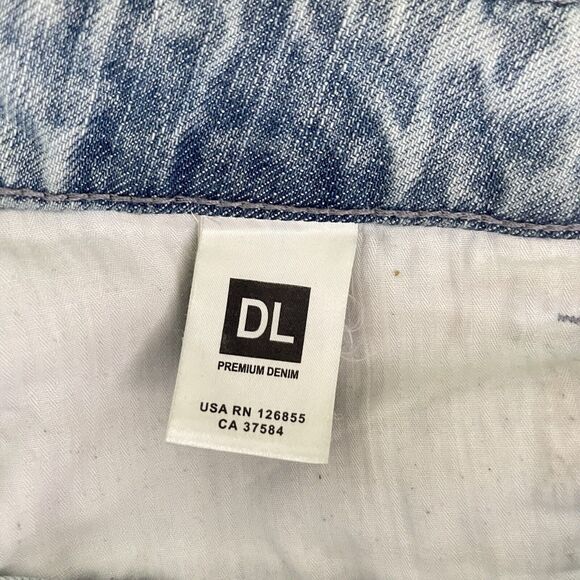 DL
PREMIUM DENIM
USA RN 126855
CA 37584